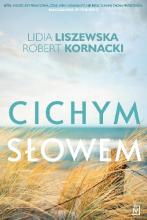 LIDIA LISZEWSKA
ROBERT KORNACKI
CICHYM
SŁOWEM